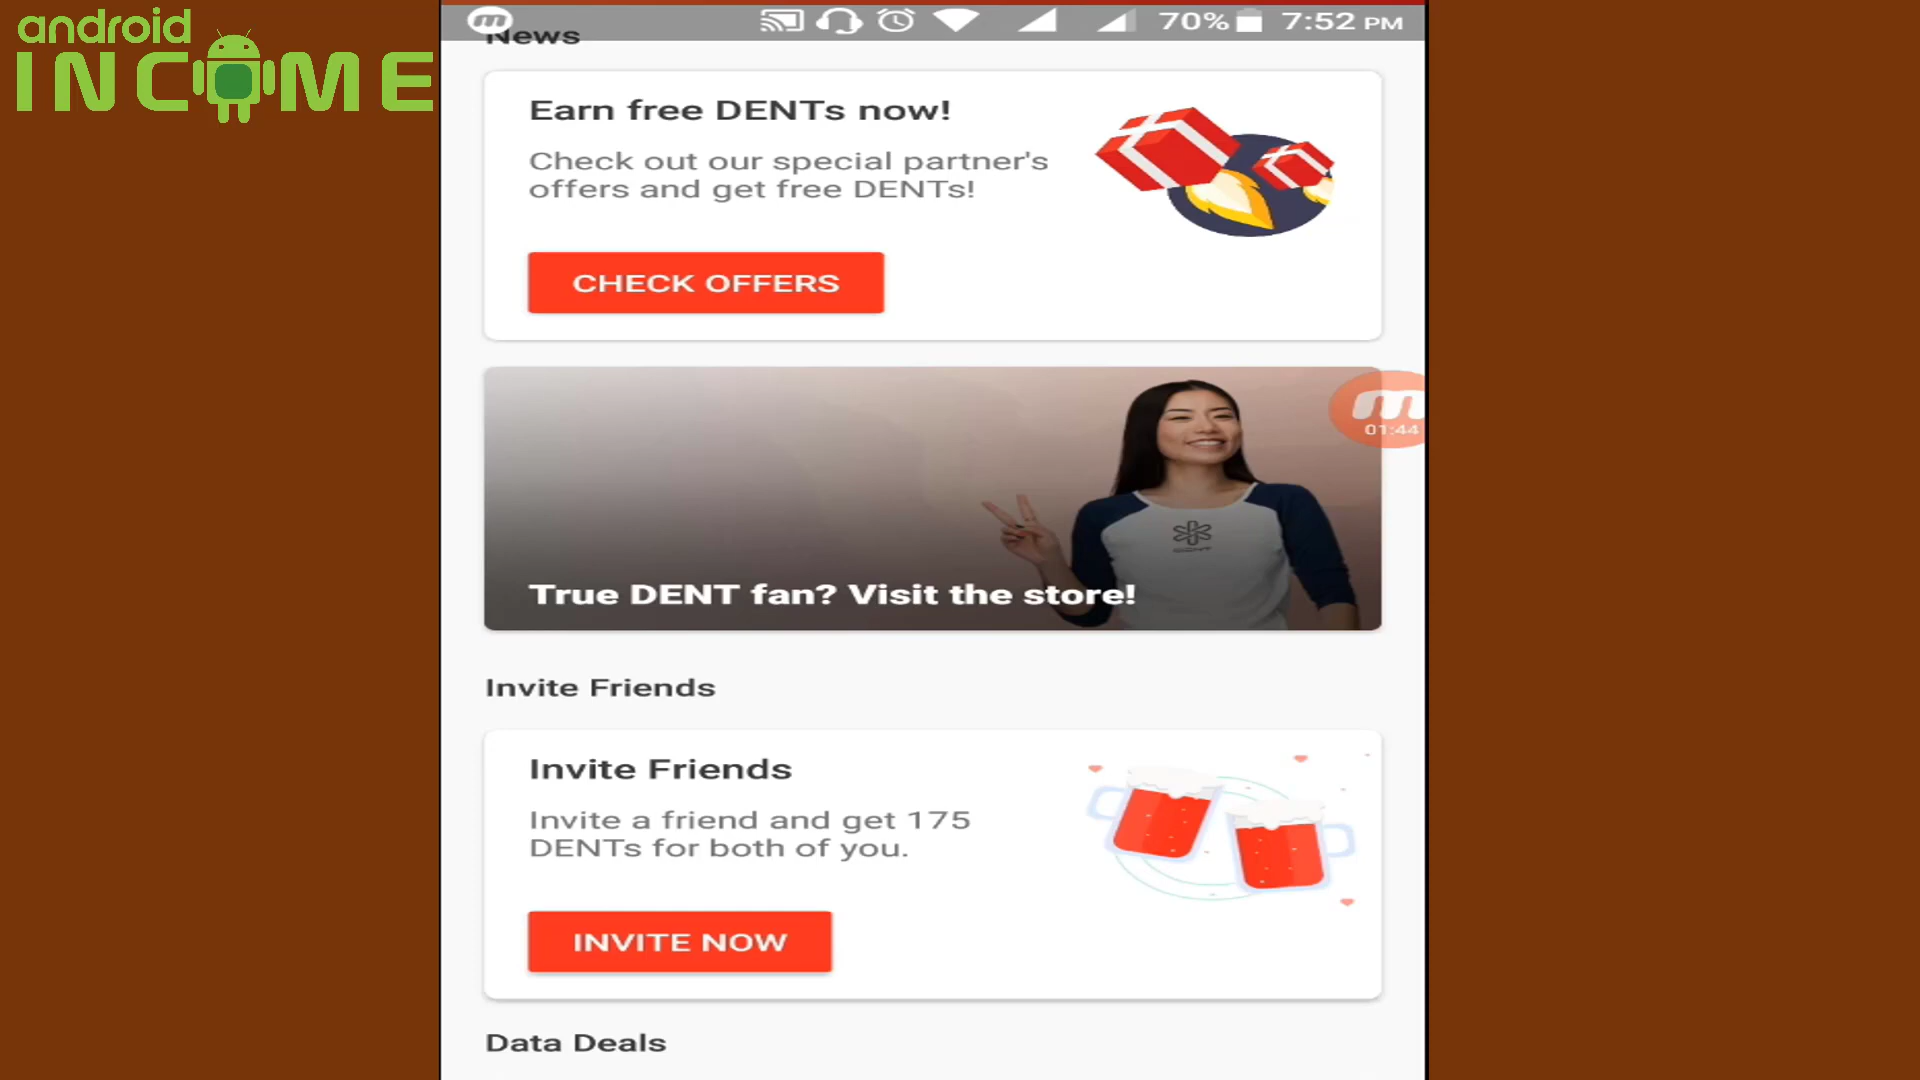 android
INCOME
70% 7:52 PM
News
Earn free DENTs now!
Check out our special partner's
offers and get free DENTs!
CHECK OFFERS
01:44
True DENT fan? Visit the store!
Invite Friends
Invite Friends
Invite a friend and get 175
DENTs for both of you.
INVITE NOW
Data Deals